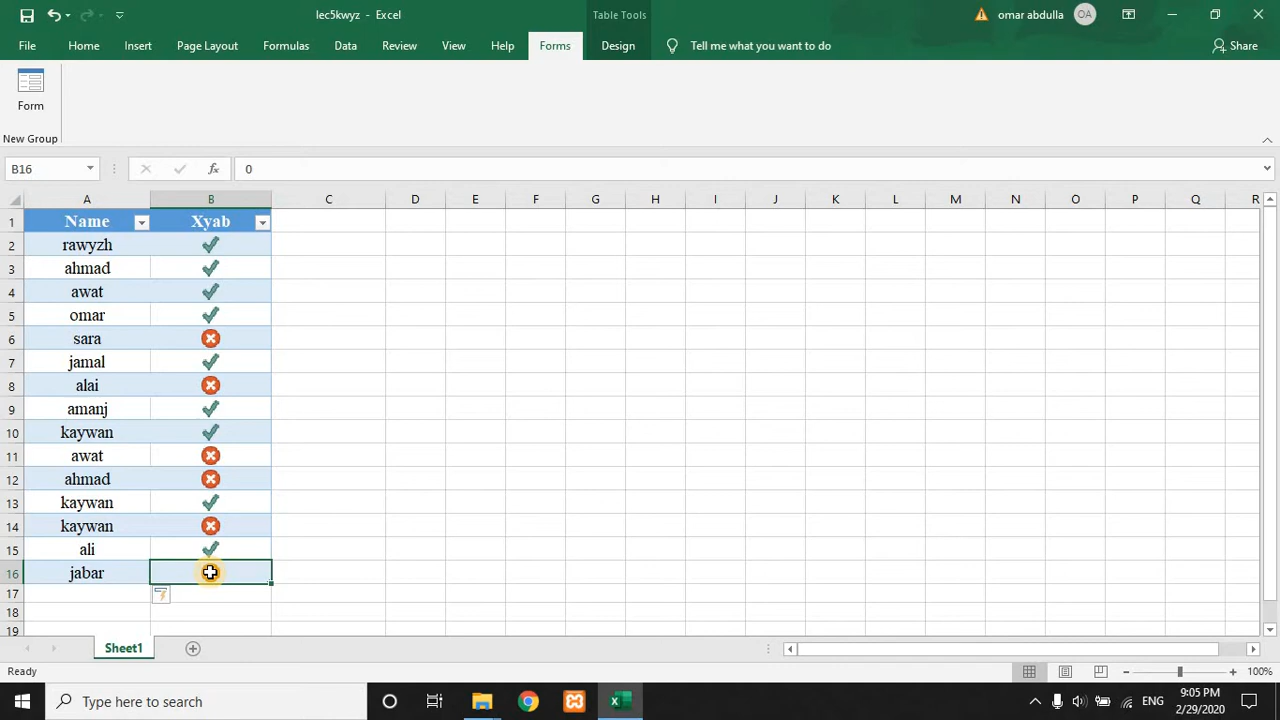 lec5kwyz - Excel
Table Tools
omar abdulla
OA
File
Home
Insert
Page Layout
Formulas
Data
Review
View
Help
Forms
Design
Tell me what you want to do
Share
Form
New Group
B16
fx
0
A B C D E F G H I J K L M N O P Q R
1 Name Xyab
2 rawyzh
3 ahmad
4 awat
5 omar
6 sara
7 jamal
8 alai
9 amanj
10 kaywan
11 awat
12 ahmad
13 kaywan
14 kaywan
15 ali
16 jabar
17
18
19
Sheet1
Ready
100%
Type here to search
ENG
9:05 PM
2/29/2020